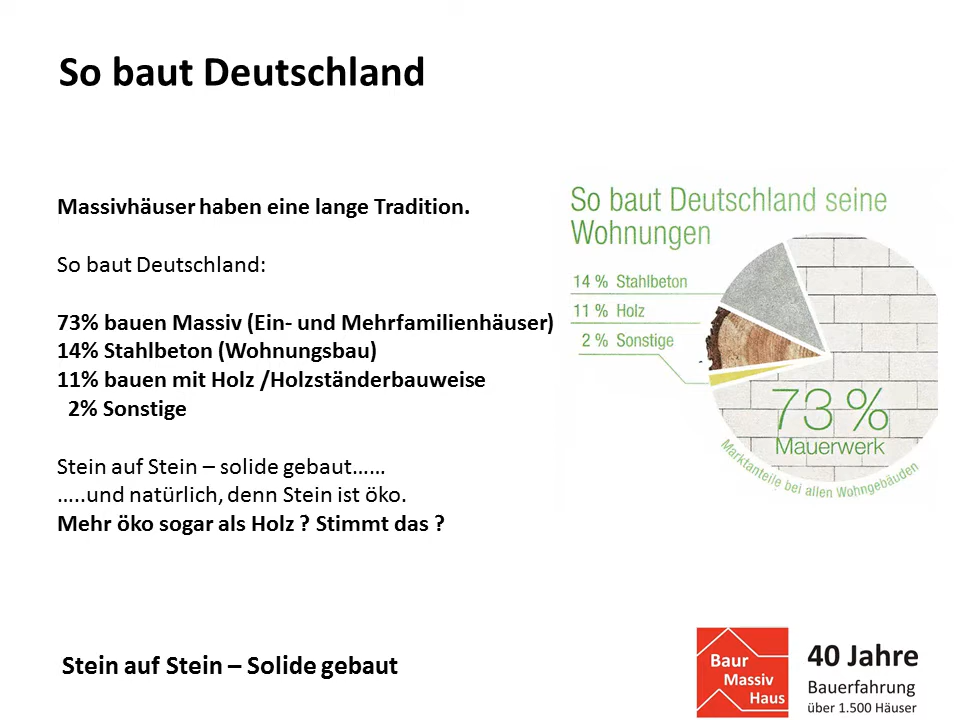 So baut Deutschland
Massivhäuser haben eine lange Tradition.
So baut Deutschland:
73% bauen Massiv (Ein- und Mehrfamilienhäuser)
14% Stahlbeton (Wohnungsbau)
11% bauen mit Holz /Holzständerbauweise
2% Sonstige
Stein auf Stein – solide gebaut……
…..und natürlich, denn Stein ist öko.
Mehr öko sogar als Holz ? Stimmt das ?
So baut Deutschland seine
Wohnungen
14 % Stahlbeton
11 % Holz
2 % Sonstige
73 %
Mauerwerk
Marktanteile bei allen Wohngebäuden
Stein auf Stein – Solide gebaut
Baur
Massiv
Haus
40 Jahre
Bauerfahrung
über 1.500 Häuser